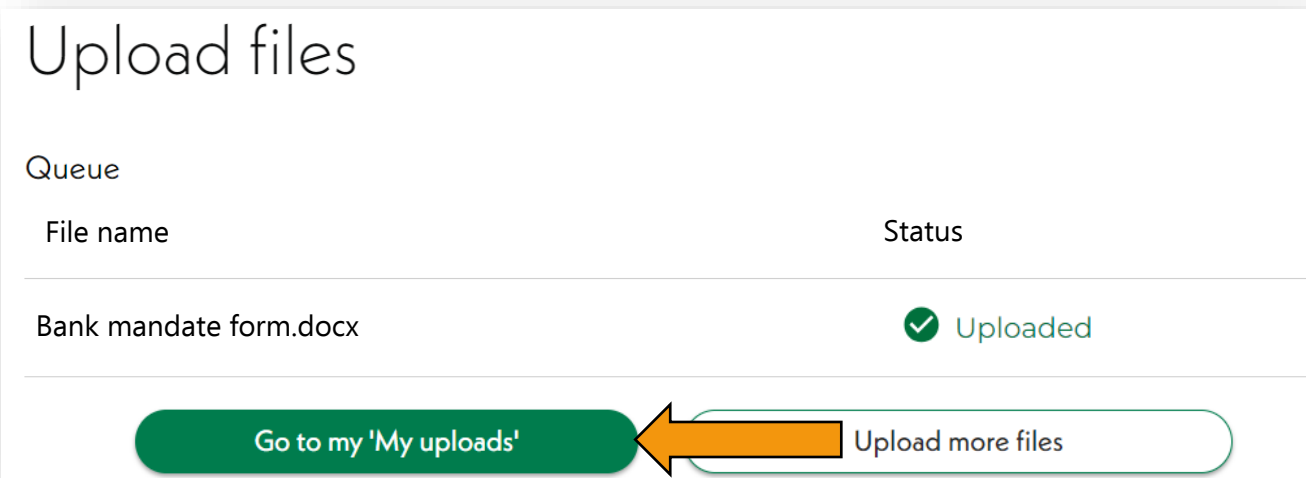 Upload files
Queue
File name Status
Bank mandate form.docx Uploaded
Go to my 'My uploads' Upload more files